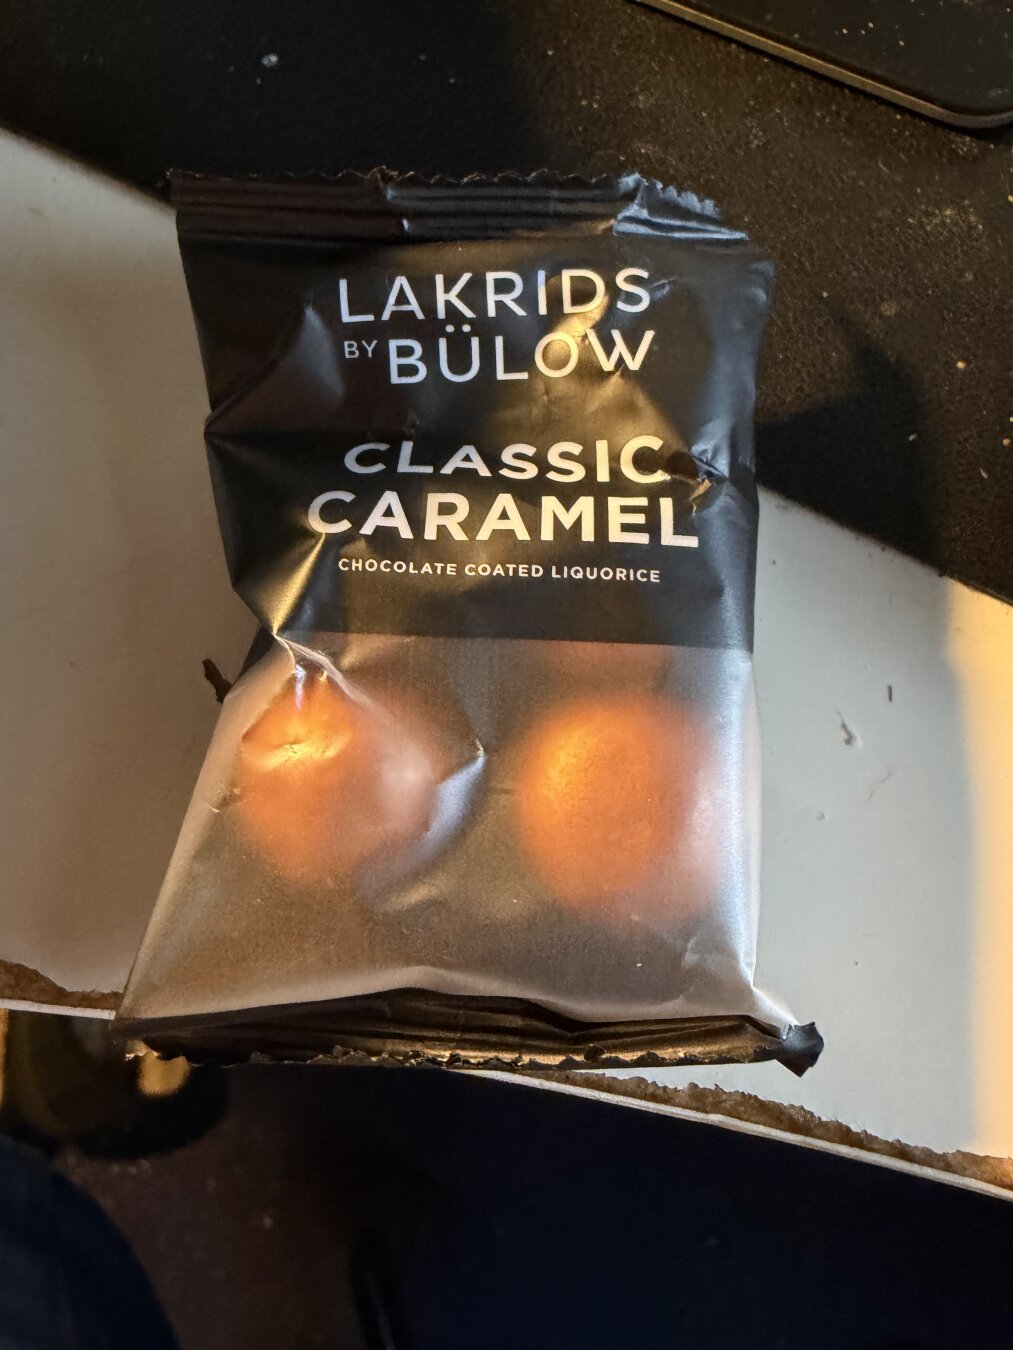 LAKRIDS
BY BÜLOW
CLASSIC
CARAMEL
CHOCOLATE COATED LIQUORICE